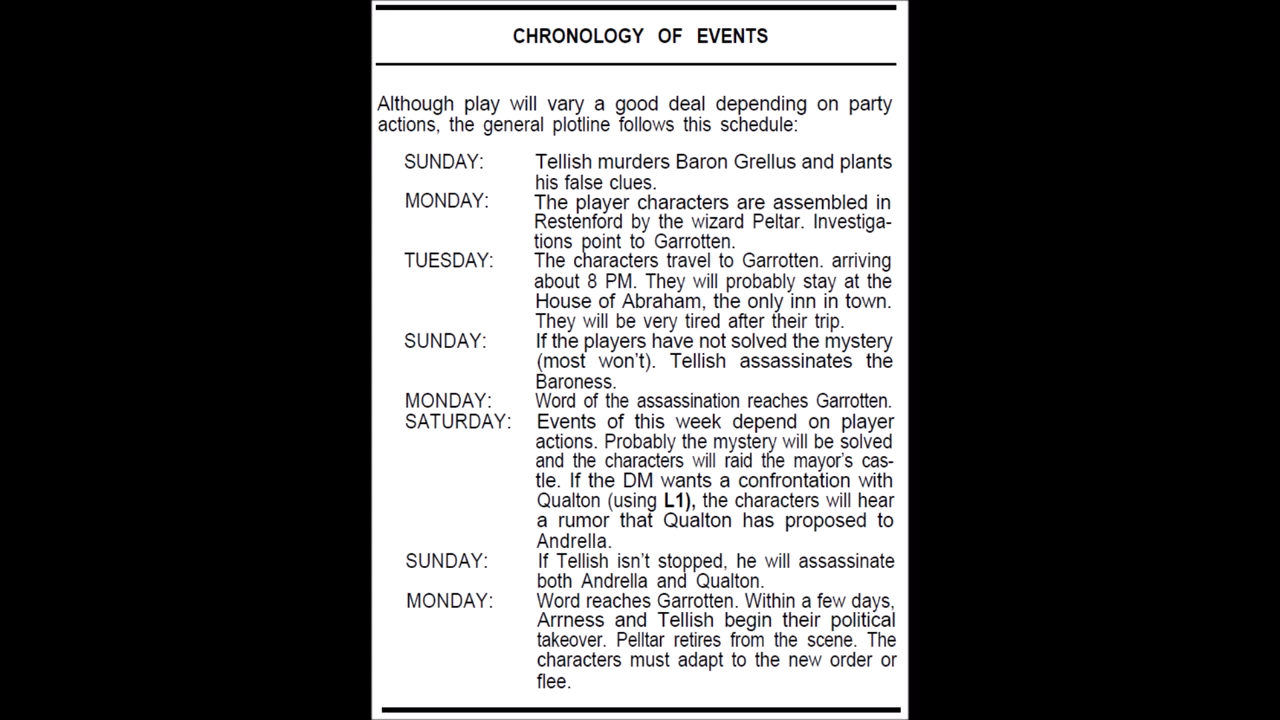 CHRONOLOGY OF EVENTS
Although play will vary a good deal depending on party
actions, the general plotline follows this schedule:
SUNDAY: Tellish murders Baron Grellus and plants
his false clues.
MONDAY: The player characters are assembled in
Restenford by the wizard Peltar. Investiga-
tions point to Garrotten.
TUESDAY: The characters travel to Garrotten. arriving
about 8 PM. They will probably stay at the
House of Abraham, the only inn in town.
They will be very tired after their trip.
SUNDAY: If the players have not solved the mystery
(most won't). Tellish assassinates the
Baroness.
MONDAY: Word of the assassination reaches Garrotten.
SATURDAY: Events of this week depend on player
actions. Probably the mystery will be solved
and the characters will raid the mayor's cas-
tle. If the DM wants a confrontation with
Qualton (using L1), the characters will hear
a rumor that Qualton has proposed to
Andrella.
SUNDAY: If Tellish isn't stopped, he will assassinate
both Andrella and Qualton.
MONDAY: Word reaches Garrotten. Within a few days,
Arrness and Tellish begin their political
takeover. Pelltar retires from the scene. The
characters must adapt to the new order or
flee.